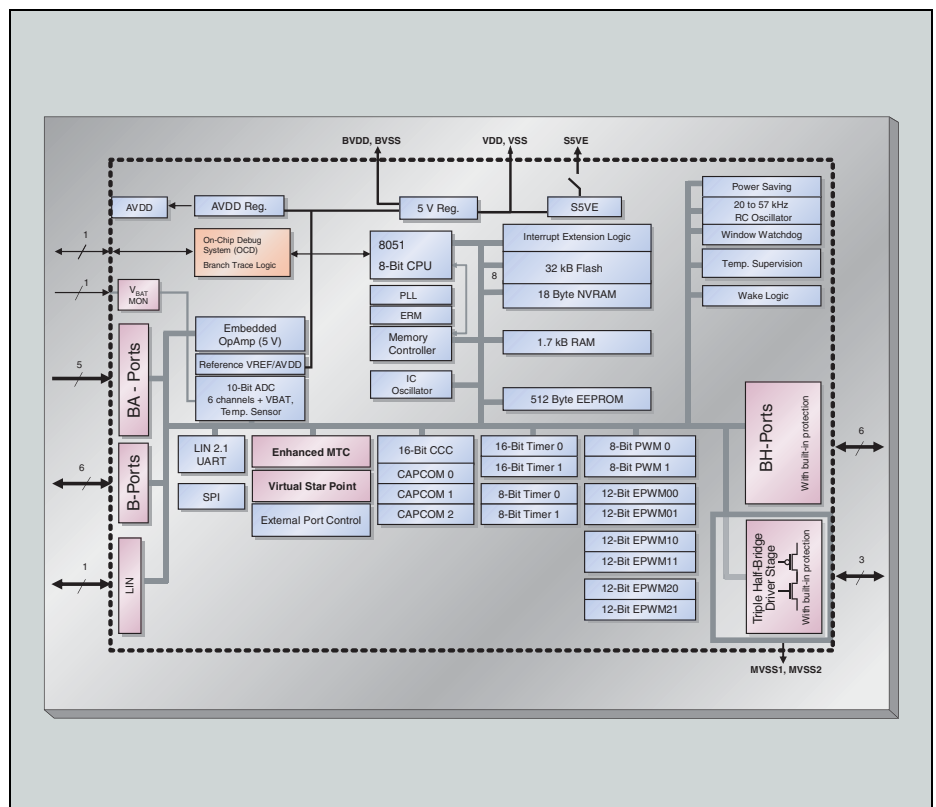 BVDD, BVSS
VDD, VSS
S5VE
AVDD
AVDD Reg.
5 V Reg.
S5VE
Power Saving
20 to 57 kHz
RC Oscillator
Window Watchdog
Temp. Supervision
Wake Logic
1
On-Chip Debug
System (OCD)
Branch Trace Logic
8051
8-Bit CPU
PLL
ERM
Memory
Controller
IC
Oscillator
8
Interrupt Extension Logic
32 kB Flash
18 Byte NVRAM
1.7 kB RAM
512 Byte EEPROM
1
VBAT
MON
Embedded
OpAmp (5 V)
Reference VREF/AVDD
10-Bit ADC
6 channels + VBAT,
Temp. Sensor
5
BA - Ports
6
B-Ports
1
LIN
LIN 2.1
UART
SPI
Enhanced MTC
Virtual Star Point
External Port Control
16-Bit CCC
CAPCOM 0
CAPCOM 1
CAPCOM 2
16-Bit Timer 0
16-Bit Timer 1
8-Bit Timer 0
8-Bit Timer 1
8-Bit PWM 0
8-Bit PWM 1
12-Bit EPWM00
12-Bit EPWM01
12-Bit EPWM10
12-Bit EPWM11
12-Bit EPWM20
12-Bit EPWM21
BH-Ports
With built-in protection
6
Triple Half-Bridge
Driver Stage
With built-in protection
3
MVSS1, MVSS2